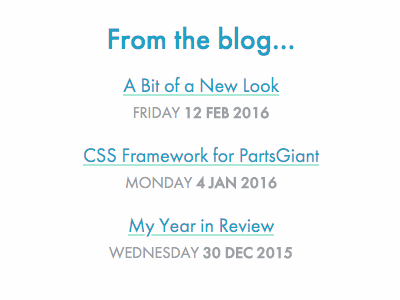 From the blog...
A Bit of a New Look
FRIDAY 12 FEB 2016
CSS Framework for PartsGiant
MONDAY 4 JAN 2016
My Year in Review
WEDNESDAY 30 DEC 2015